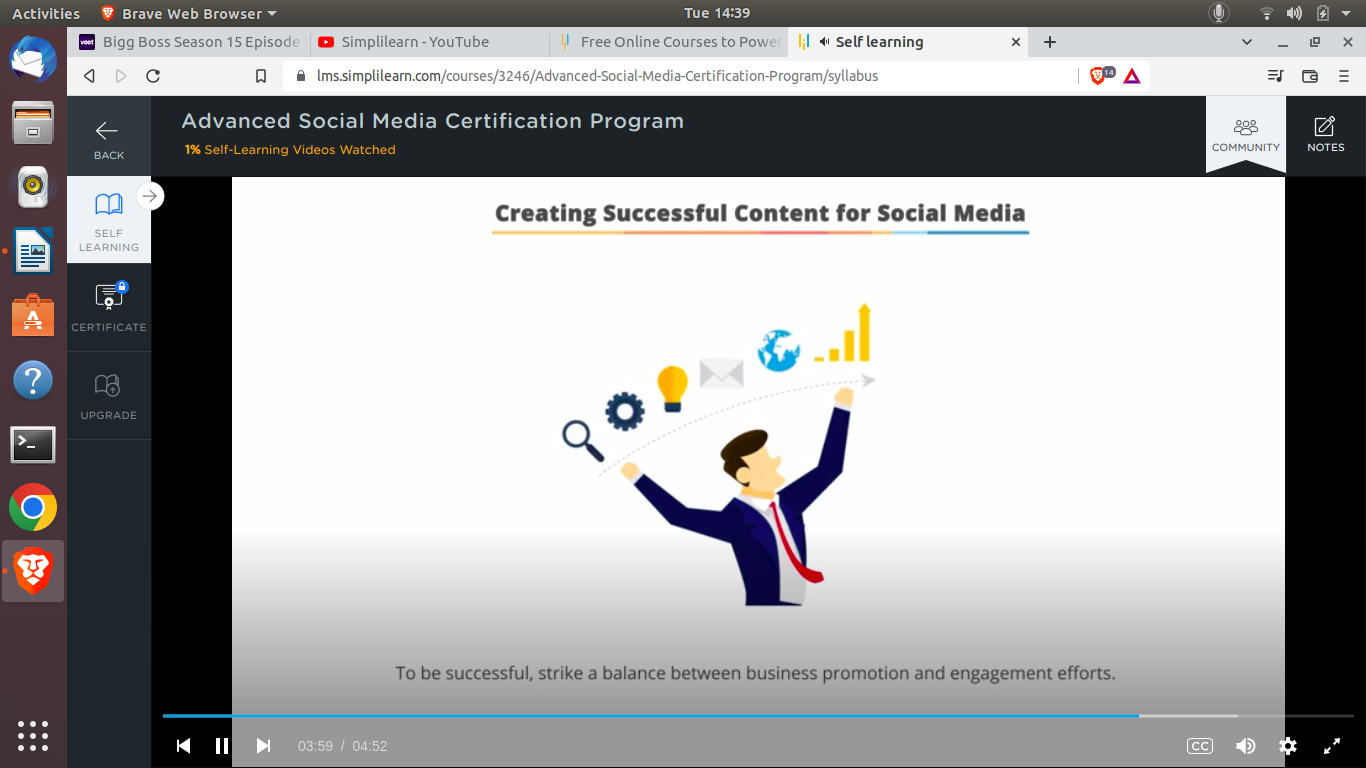 Activities
Brave Web Browser
Tue 14:39
voot
Bigg Boss Season 15 Episode
Simplilearn - YouTube
Free Online Courses to Power
Self learning
lms.simplilearn.com/courses/3246/Advanced-Social-Media-Certification-Program/syllabus
14
BACK
Advanced Social Media Certification Program
1% Self-Learning Videos Watched
COMMUNITY
NOTES
SELF
LEARNING
CERTIFICATE
UPGRADE
Creating Successful Content for Social Media
To be successful, strike a balance between business promotion and engagement efforts.
03:59 / 04:52
CC